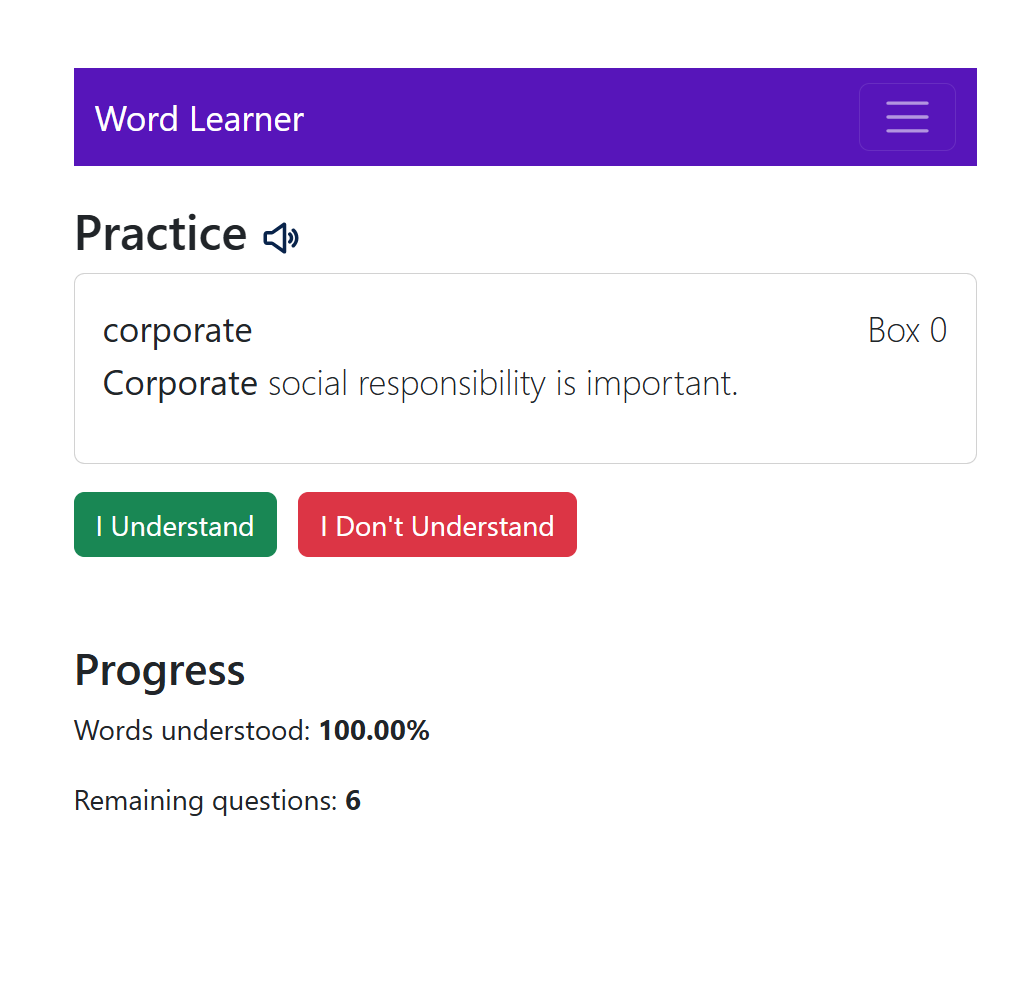 Word Learner
Practice
corporate Box 0
Corporate social responsibility is important.
I Understand I Don't Understand
Progress
Words understood: 100.00%
Remaining questions: 6